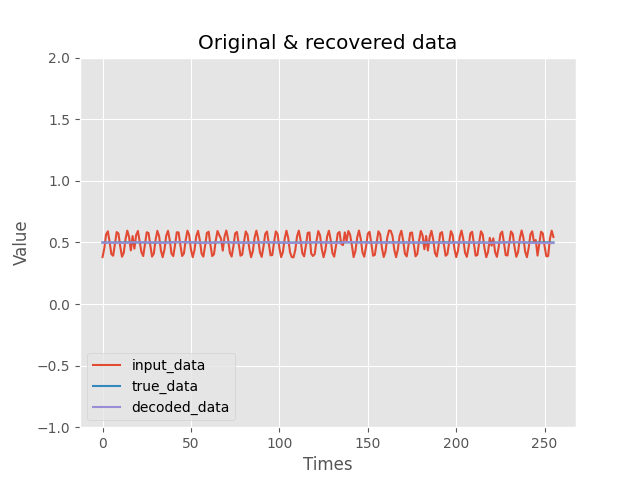 Original & recovered data
2.0
1.5
1.0
0.5
0.0
−0.5
−1.0
Value
input_data
true_data
decoded_data
0
50
100
150
200
250
Times